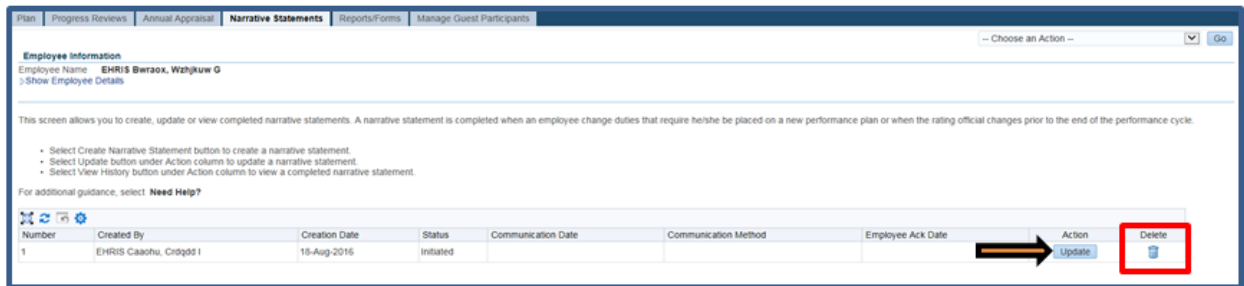 Plan Progress Reviews Annual Appraisal Narrative Statements Reports/Forms Manage Guest Participants
-- Choose an Action -- Go
Employee Information
Employee Name EHRIS Bwraox, Wzhjkuw G
Show Employee Details
This screen allows you to create, update or view completed narrative statements. A narrative statement is completed when an employee change duties that require he/she be placed on a new performance plan or when the rating official changes prior to the end of the performance cycle.
• Select Create Narrative Statement button to create a narrative statement.
• Select Update button under Action column to update a narrative statement.
• Select View History button under Action column to view a completed narrative statement.
For additional guidance, select Need Help?
Number Created By Creation Date Status Communication Date Communication Method Employee Ack Date Action Delete
1 EHRIS Caaohu, Crdqdd I 18-Aug-2016 Initiated Update